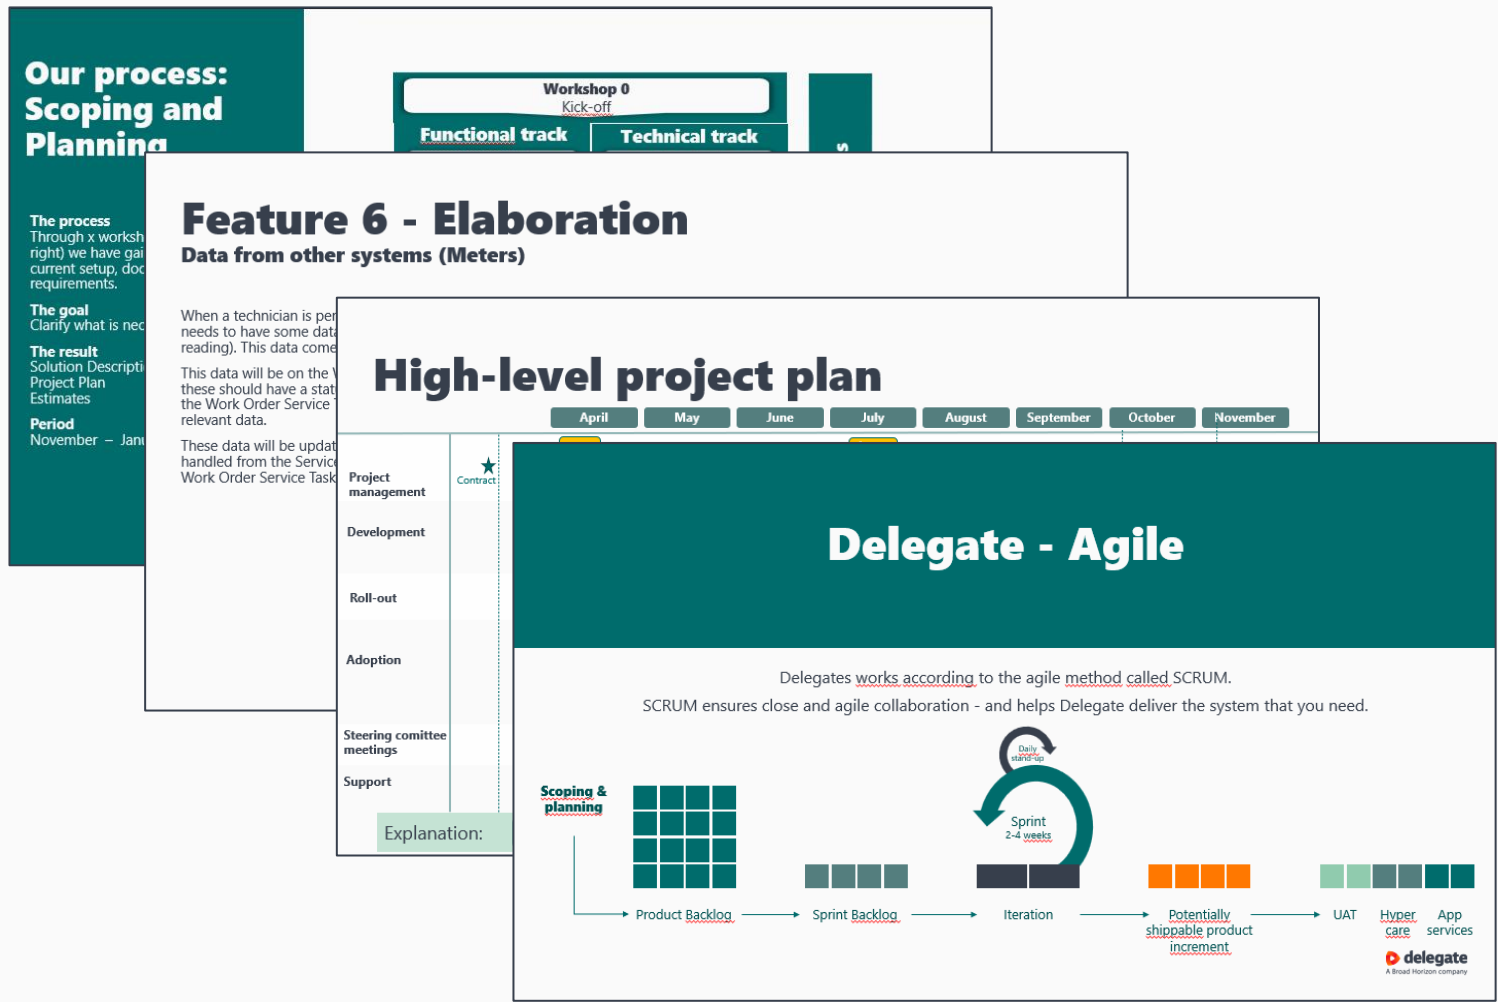 Our process:
Scoping and
Planning
The process
Through x worksh
right) we have gai
current setup, doc
requirements.
The goal
Clarify what is nec
The result
Solution Descripti
Project Plan
Estimates
Period
November – Janu
Workshop 0
Kick-off
Functional track
Technical track
s
Feature 6 - Elaboration
Data from other systems (Meters)
When a technician is per
needs to have some data
reading). This data come
This data will be on the W
these should have a stat
the Work Order Service T
relevant data.
These data will be updat
handled from the Service
Work Order Service Task
High-level project plan
April May June July August September October November
Project
management
Contract
Development
Roll-out
Adoption
Steering comittee
meetings
Support
Explanation:
Delegate - Agile
Delegates works according to the agile method called SCRUM.
SCRUM ensures close and agile collaboration - and helps Delegate deliver the system that you need.
Daily
stand-up
Scoping &
planning
Sprint
2-4 weeks
Product Backlog
Sprint Backlog
Iteration
Potentially
shippable product
increment
UAT
Hyper
care
App
services
delegate
A Broad Horizon company